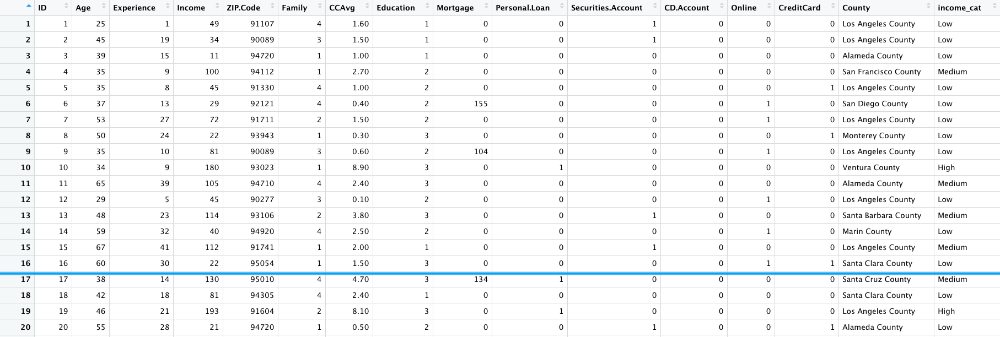 ID Age Experience Income ZIP.Code Family CCAvg Education Mortgage Personal.Loan Securities.Account CD.Account Online CreditCard County income_cat
1 1 25 1 49 91107 4 1.60 1 0 0 1 0 0 0 Los Angeles County Low
2 2 45 19 34 90089 3 1.50 1 0 0 1 0 0 0 Los Angeles County Low
3 3 39 15 11 94720 1 1.00 1 0 0 0 0 0 0 Alameda County Low
4 4 35 9 100 94112 1 2.70 2 0 0 0 0 0 0 San Francisco County Medium
5 5 35 8 45 91330 4 1.00 2 0 0 0 0 0 1 Los Angeles County Low
6 6 37 13 29 92121 4 0.40 2 155 0 0 0 1 0 San Diego County Low
7 7 53 27 72 91711 2 1.50 2 0 0 0 0 1 0 Los Angeles County Low
8 8 50 24 22 93943 1 0.30 3 0 0 0 0 0 1 Monterey County Low
9 9 35 10 81 90089 3 0.60 2 104 0 0 0 1 0 Los Angeles County Low
10 10 34 9 180 93023 1 8.90 3 0 1 0 0 0 0 Ventura County High
11 11 65 39 105 94710 4 2.40 3 0 0 0 0 0 0 Alameda County Medium
12 12 29 5 45 90277 3 0.10 2 0 0 0 0 1 0 Los Angeles County Low
13 13 48 23 114 93106 2 3.80 3 0 0 1 0 0 0 Santa Barbara County Medium
14 14 59 32 40 94920 4 2.50 2 0 0 0 0 1 0 Marin County Low
15 15 67 41 112 91741 1 2.00 1 0 0 1 0 0 0 Los Angeles County Medium
16 16 60 30 22 95054 1 1.50 3 0 0 0 0 1 1 Santa Clara County Low
17 17 38 14 130 95010 4 4.70 3 134 1 0 0 0 0 Santa Cruz County Medium
18 18 42 18 81 94305 4 2.40 1 0 0 0 0 0 0 Santa Clara County Low
19 19 46 21 193 91604 2 8.10 3 0 1 0 0 0 0 Los Angeles County High
20 20 55 28 21 94720 1 0.50 2 0 0 1 0 0 1 Alameda County Low